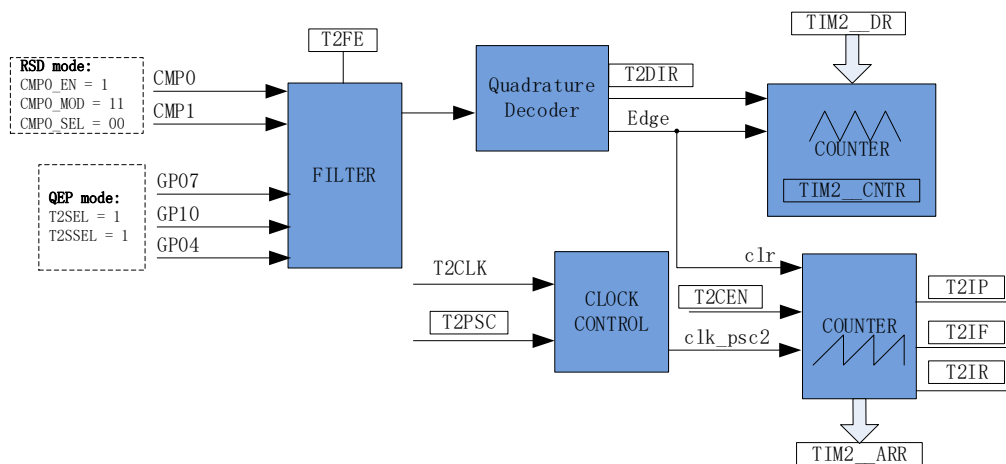 RSD mode:
CMP0_EN = 1
CMP0_MOD = 11
CMP0_SEL = 00
CMP0
CMP1
QEP mode:
T2SEL = 1
T2SSEL = 1
GP07
GP10
GP04
T2FE
FILTER
Quadrature
Decoder
T2DIR
Edge
TIM2__DR
COUNTER
TIM2__CNTR
T2CLK
T2PSC
CLOCK
CONTROL
clr
T2CEN
clk_psc2
COUNTER
T2IP
T2IF
T2IR
TIM2__ARR